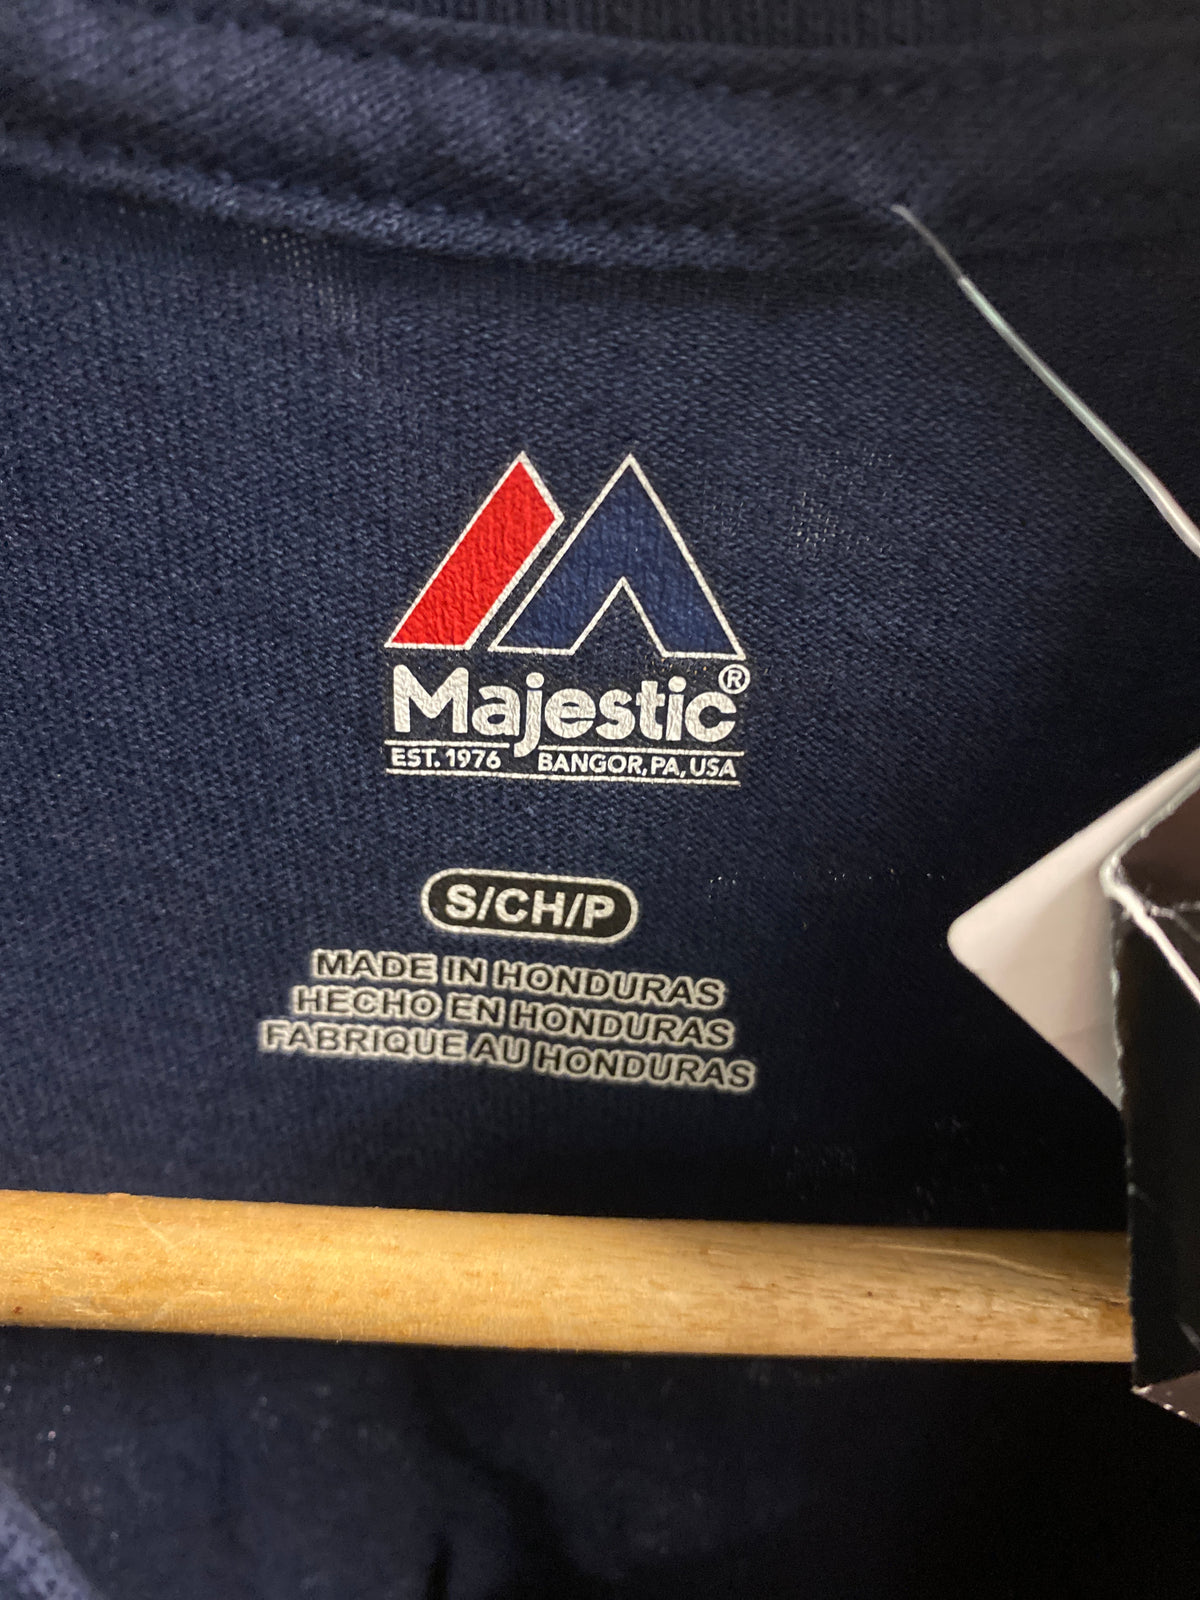 Majestic®
EST. 1976 BANGOR, PA, USA
S/CH/P
MADE IN HONDURAS
HECHO EN HONDURAS
FABRIQUE AU HONDURAS